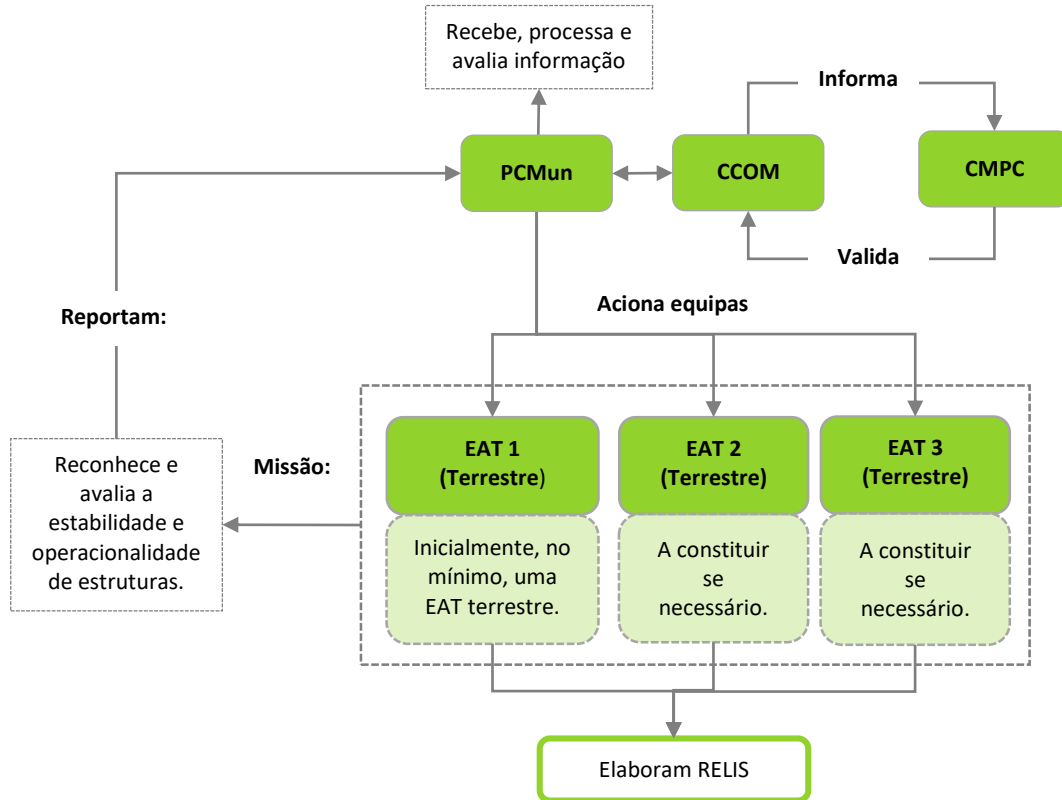 Recebe, processa e
avalia informação
Informa
PCMun
CCOM
CMPC
Valida
Aciona equipas
Reportam:
Missão:
Reconhece e
avalia a
estabilidade e
operacionalidade
de estruturas.
EAT 1
(Terrestre)
EAT 2
(Terrestre)
EAT 3
(Terrestre)
Inicialmente, no
mínimo, uma
EAT terrestre.
A constituir
se
necessário.
A constituir
se
necessário.
Elaboram RELIS